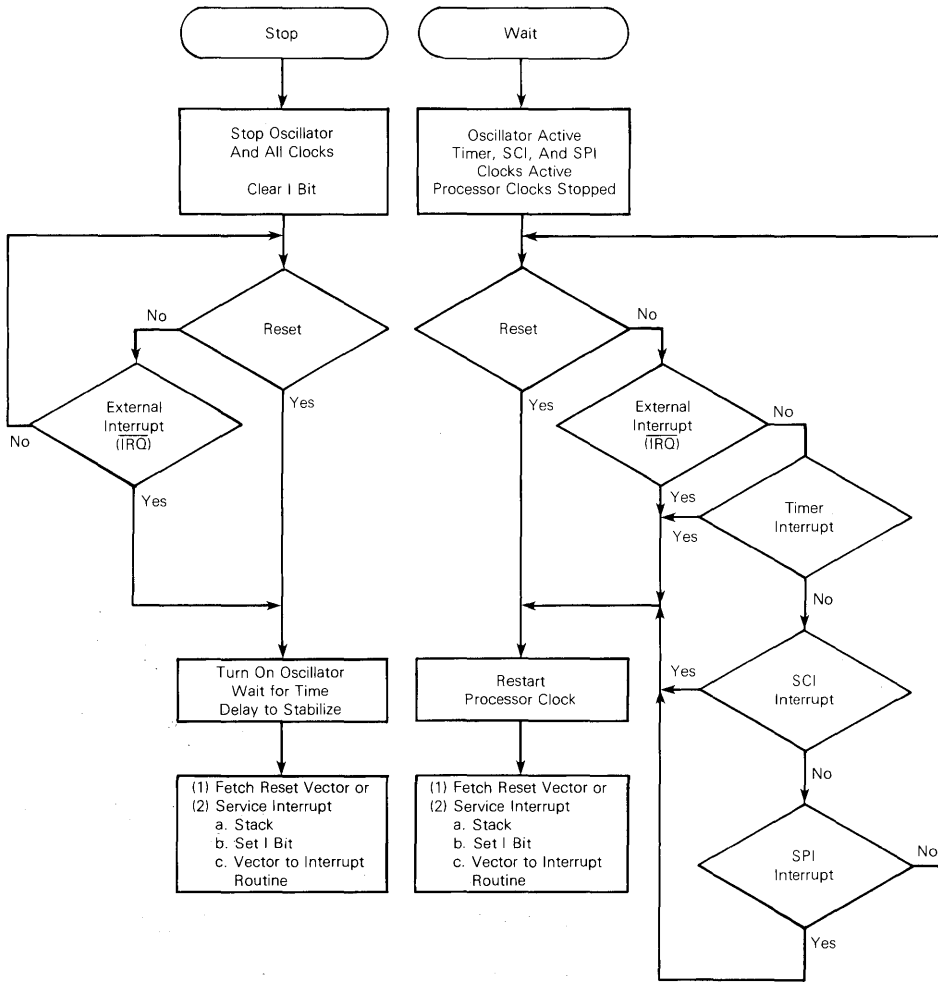 Stop
Stop Oscillator
And All Clocks
Clear I Bit
Reset
No
Yes
External
Interrupt
(IRQ)
No
Yes
Turn On Oscillator
Wait for Time
Delay to Stabilize
(1) Fetch Reset Vector or
(2) Service Interrupt
a. Stack
b. Set I Bit
c. Vector to Interrupt
Routine
Wait
Oscillator Active
Timer, SCI, And SPI
Clocks Active
Processor Clocks Stopped
Reset
No
Yes
External
Interrupt
(IRQ)
No
Yes
Timer
Interrupt
Yes
No
SCI
Interrupt
Yes
No
SPI
Interrupt
No
Yes
Restart
Processor Clock
(1) Fetch Reset Vector or
(2) Service Interrupt
a. Stack
b. Set I Bit
c. Vector to Interrupt
Routine